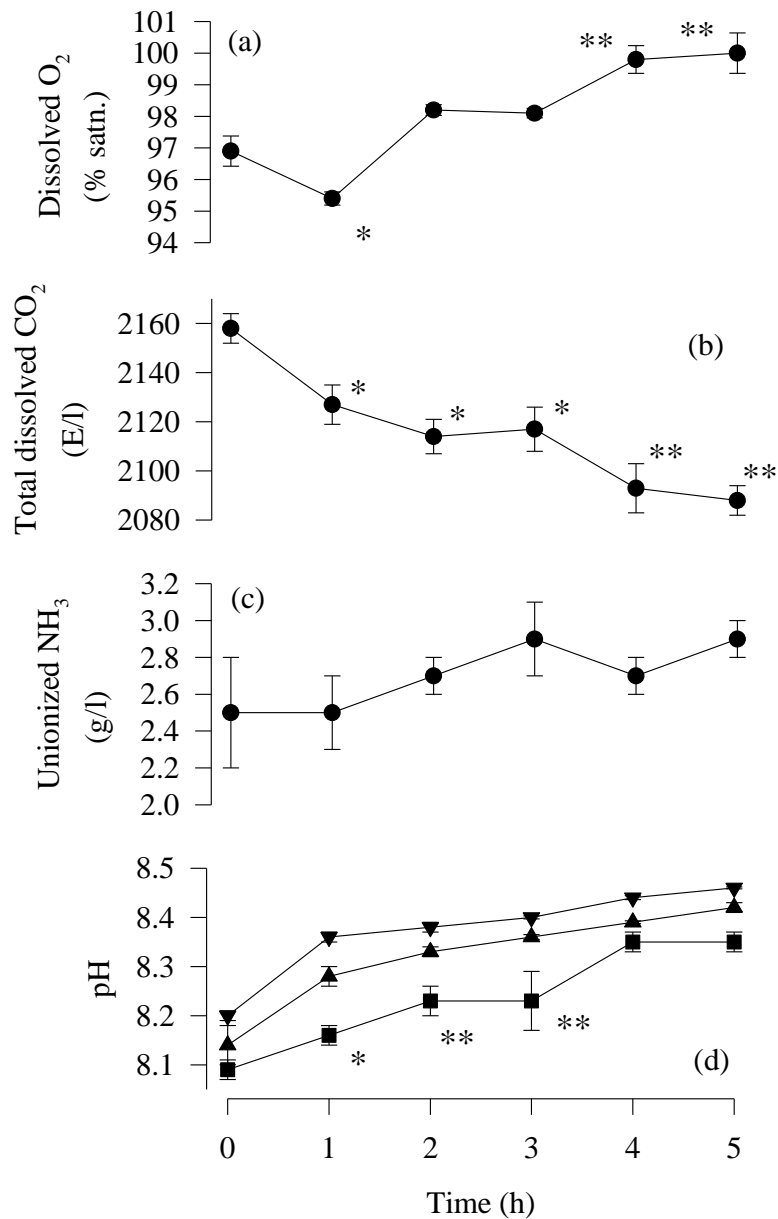 (a)
Dissolved O2
(% satn.)
100
99
98
97
96
95
94
**
**
*
(b)
Total dissolved CO2
(E/l)
2160
2140
2120
2100
2080
*
*
*
**
**
(c)
Unionized NH3
(g/l)
3.2
3.0
2.8
2.6
2.4
2.2
2.0
pH
8.5
8.4
8.3
8.2
8.1
*
**
**
(d)
0 1 2 3 4 5
Time (h)